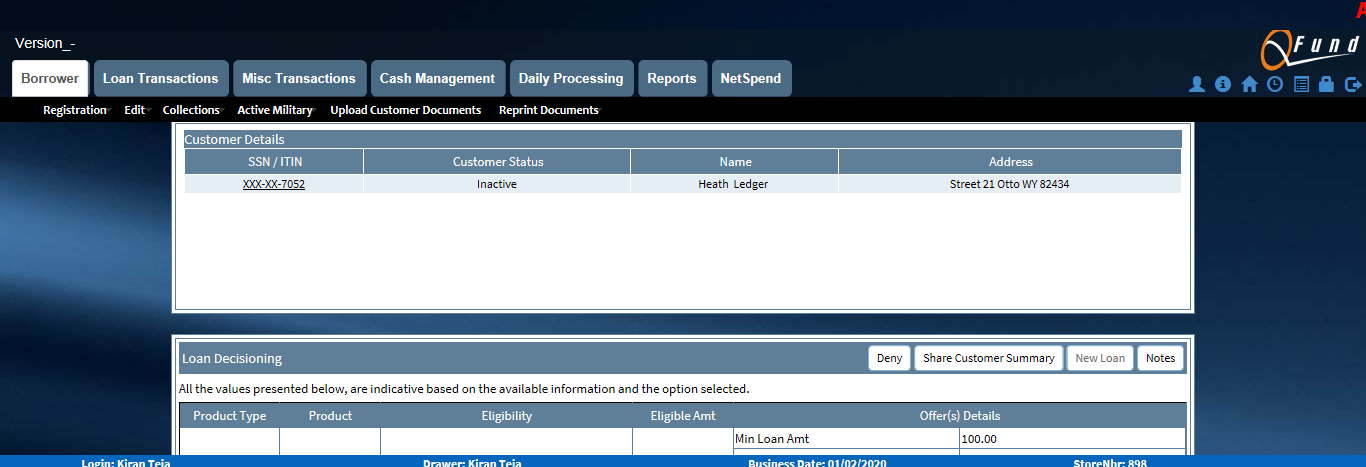 A
Version_-
QFund
Borrower Loan Transactions Misc Transactions Cash Management Daily Processing Reports NetSpend
Registration Edit Collections Active Military Upload Customer Documents Reprint Documents
Customer Details
SSN / ITIN Customer Status Name Address
XXX-XX-7052 Inactive Heath Ledger Street 21 Otto WY 82434
Loan Decisioning Deny Share Customer Summary New Loan Notes
All the values presented below, are indicative based on the available information and the option selected.
Product Type Product Eligibility Eligible Amt Offer(s) Details
Min Loan Amt 100.00
Login: Kiran Teja Drawer: Kiran Teja Business Date: 01/02/2020 StoreNbr: 898